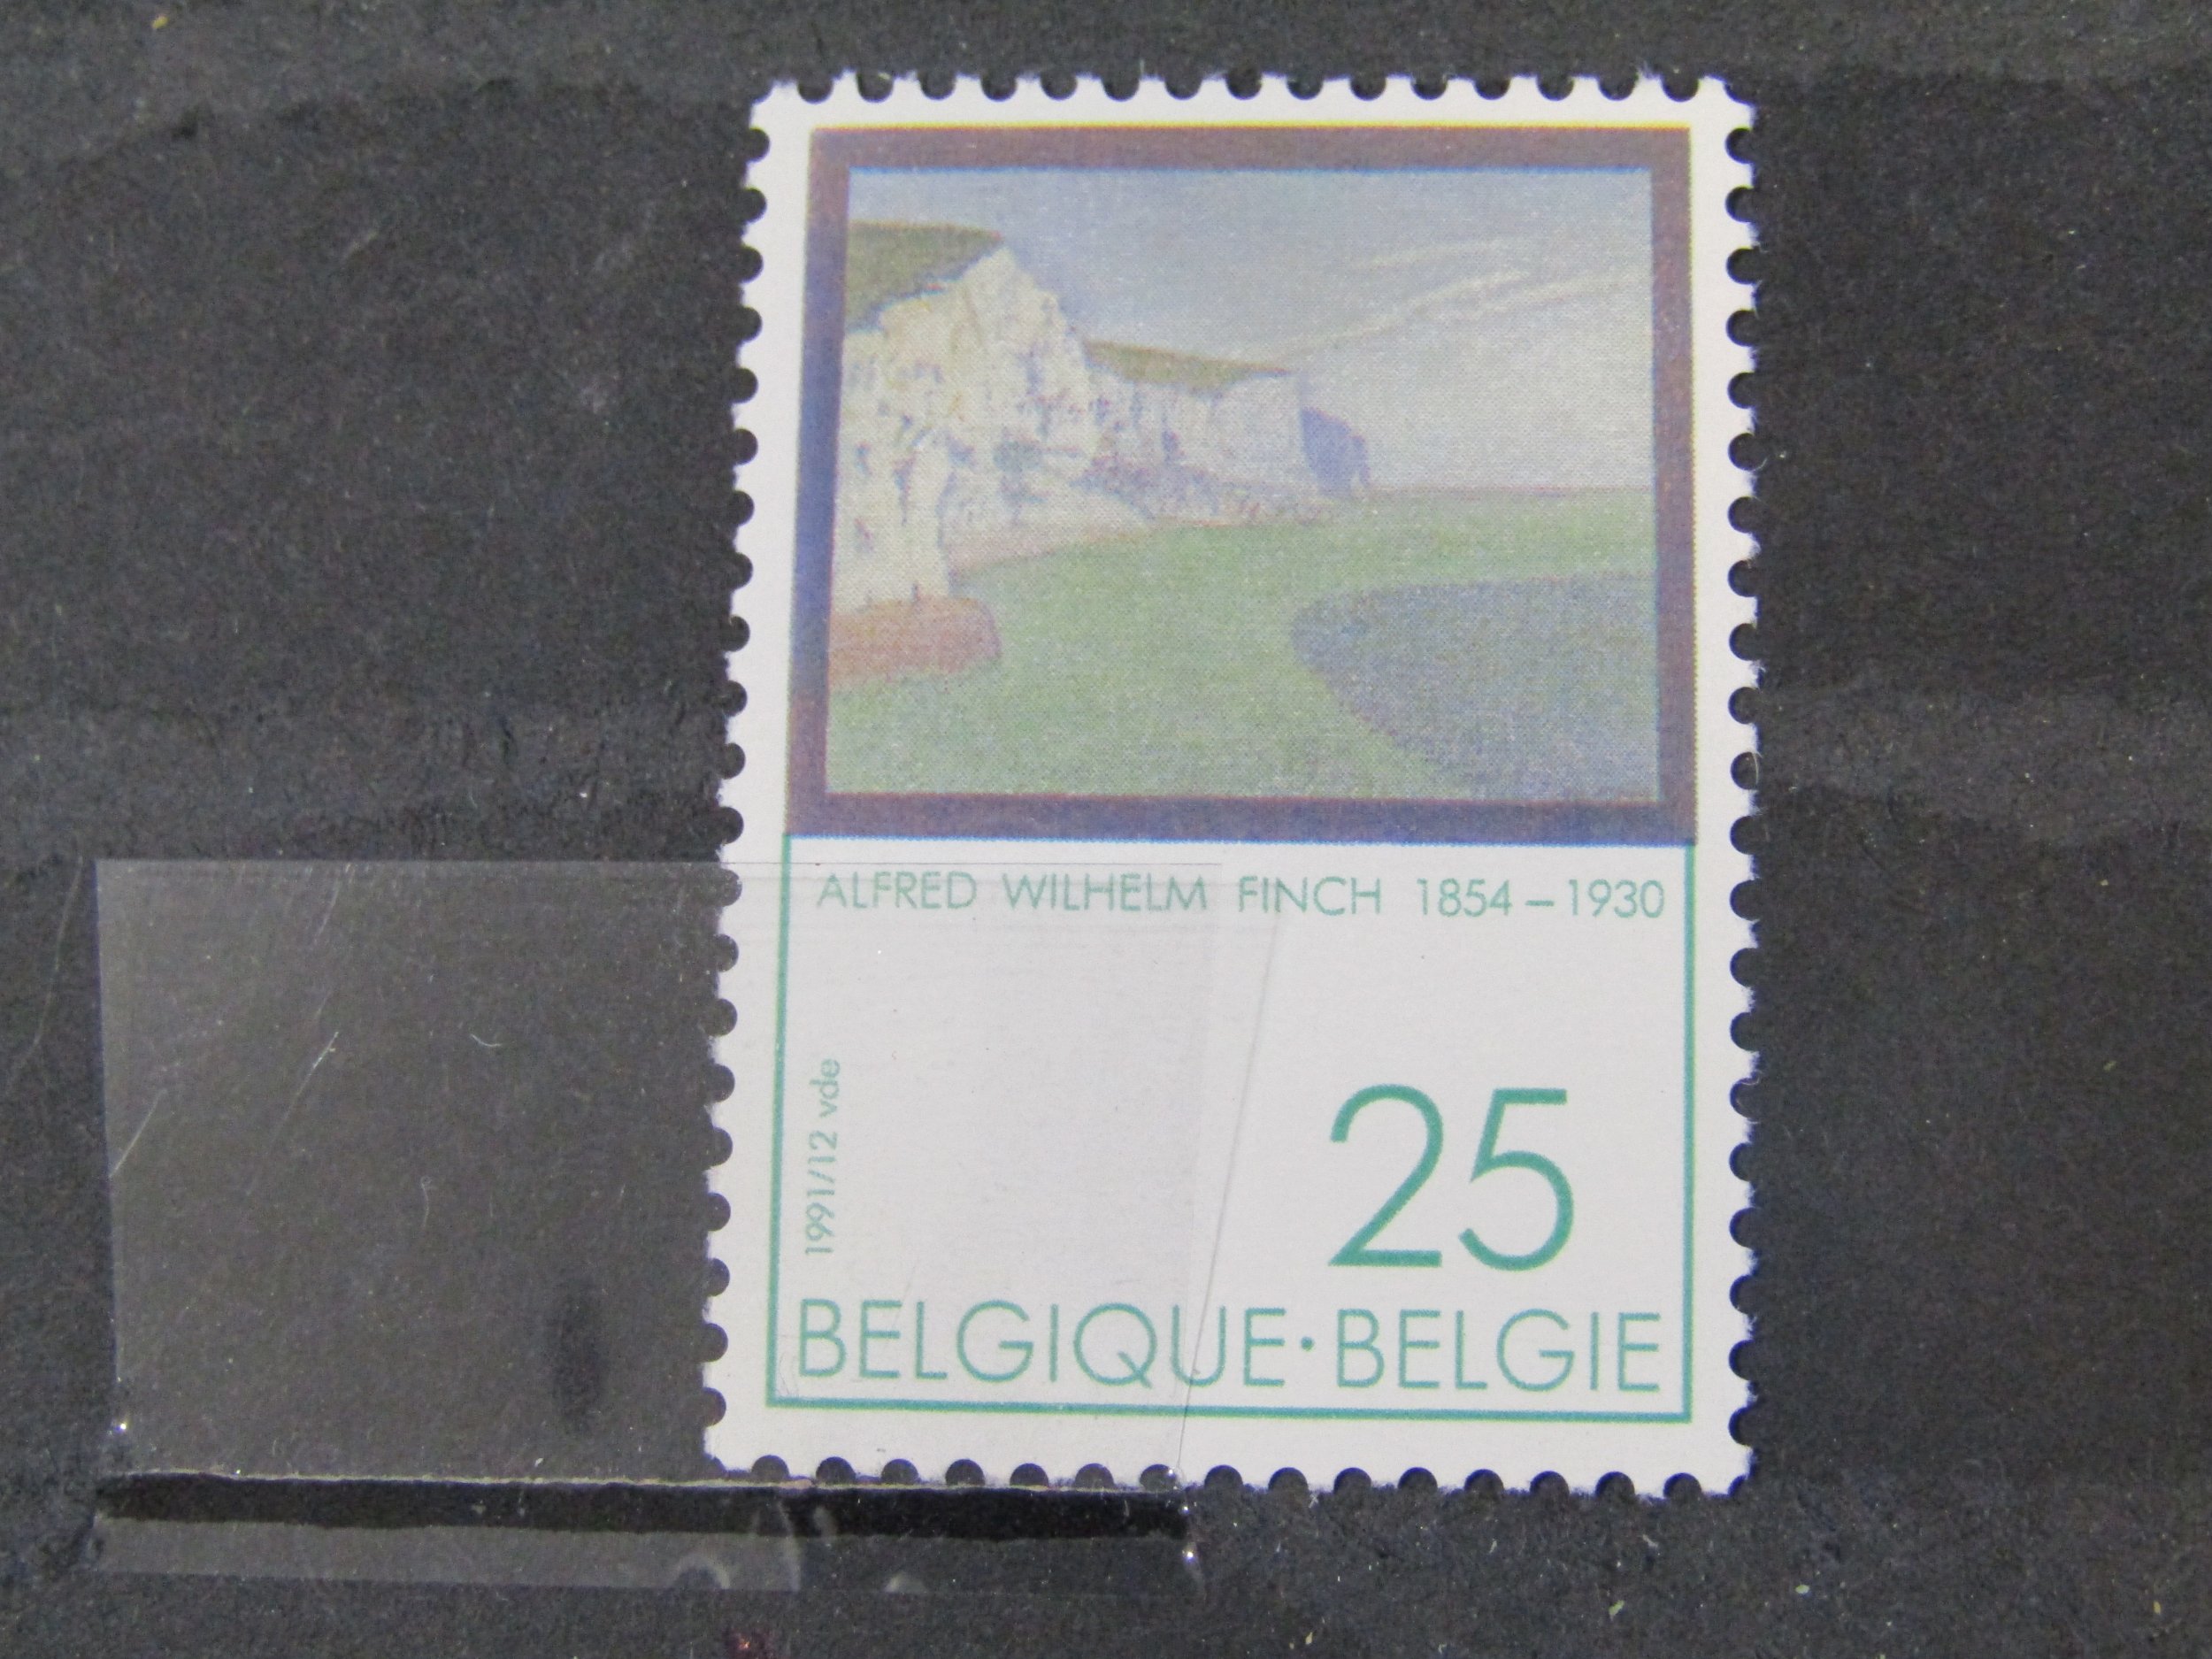 ALFRED WILHELM FINCH 1854 – 1930
1991/12 vde
25
BELGIQUE·BELGIE